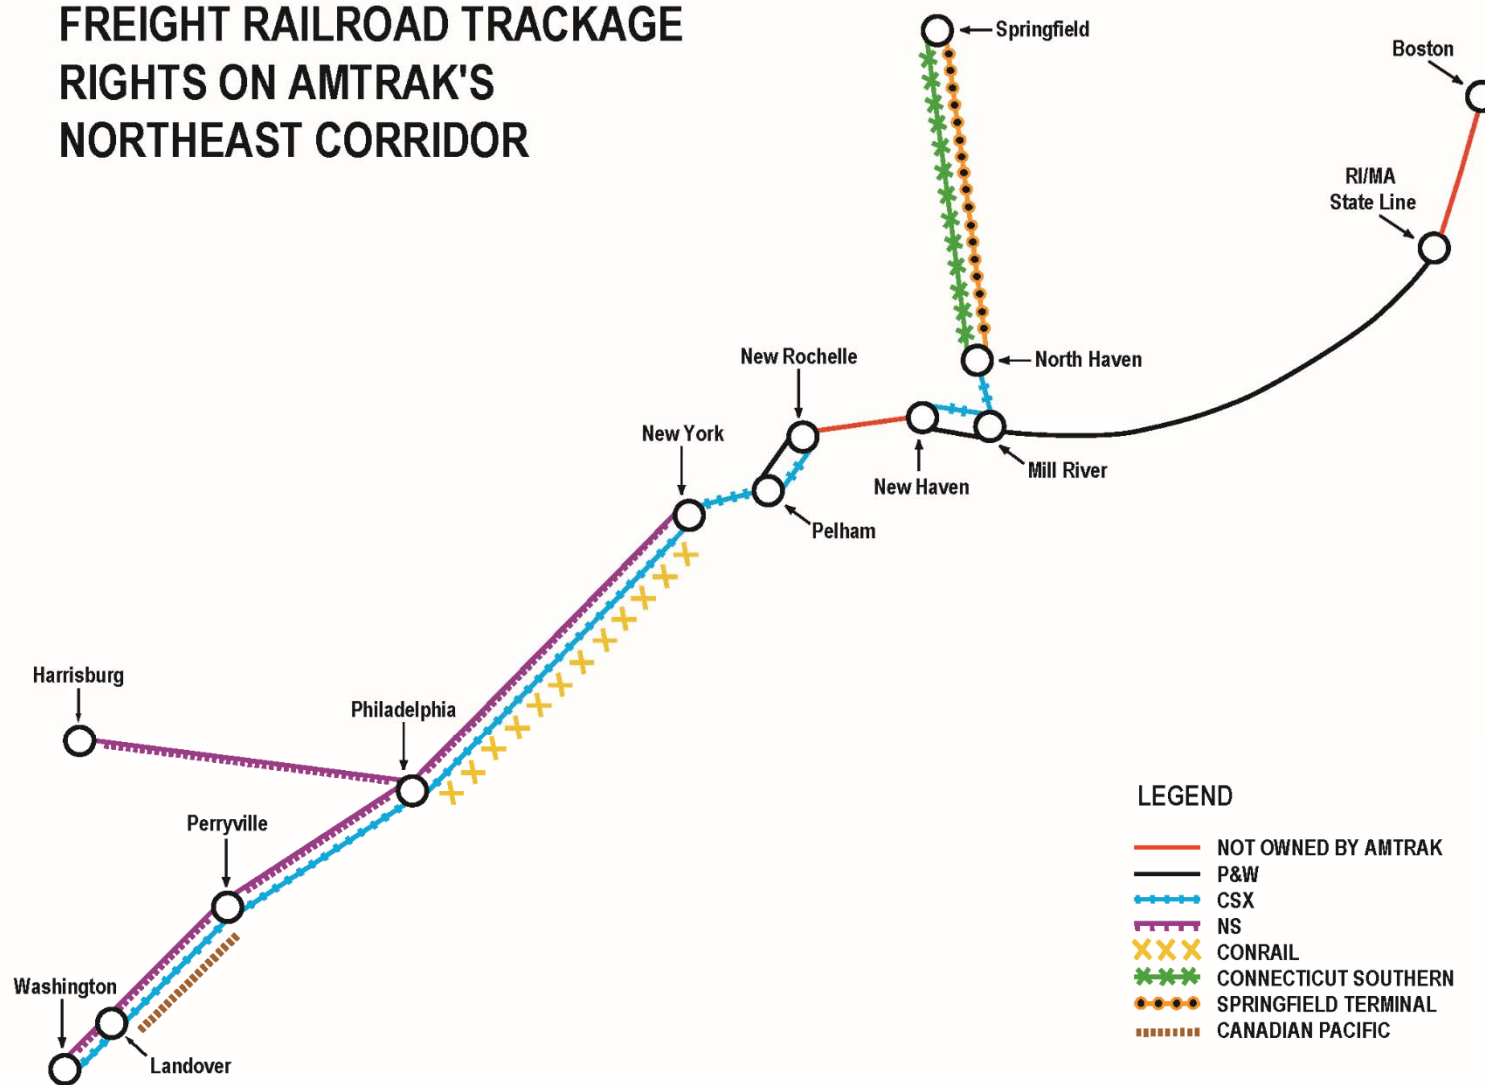 FREIGHT RAILROAD TRACKAGE
RIGHTS ON AMTRAK'S
NORTHEAST CORRIDOR
Springfield
Boston
RI/MA
State Line
New Rochelle
North Haven
New York
Mill River
New Haven
Pelham
Harrisburg
Philadelphia
Perryville
Washington
Landover
LEGEND
NOT OWNED BY AMTRAK
P&W
CSX
NS
CONRAIL
CONNECTICUT SOUTHERN
SPRINGFIELD TERMINAL
CANADIAN PACIFIC